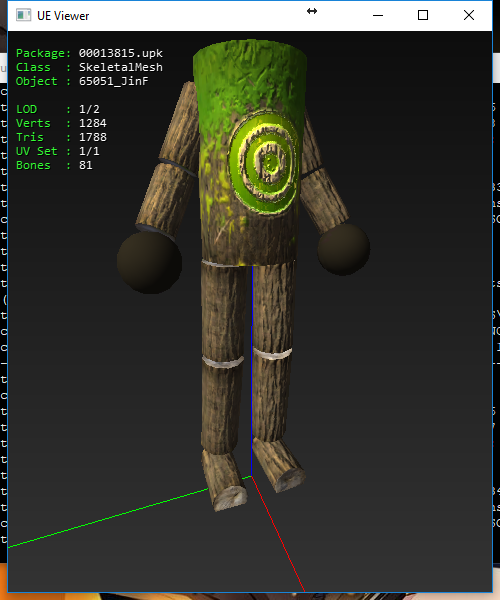 UE Viewer
Package: 00013815.upk
Class : SkeletalMesh
Object : 65051_JinF
LOD : 1/2
Verts : 1284
Tris : 1788
UV Set : 1/1
Bones : 81